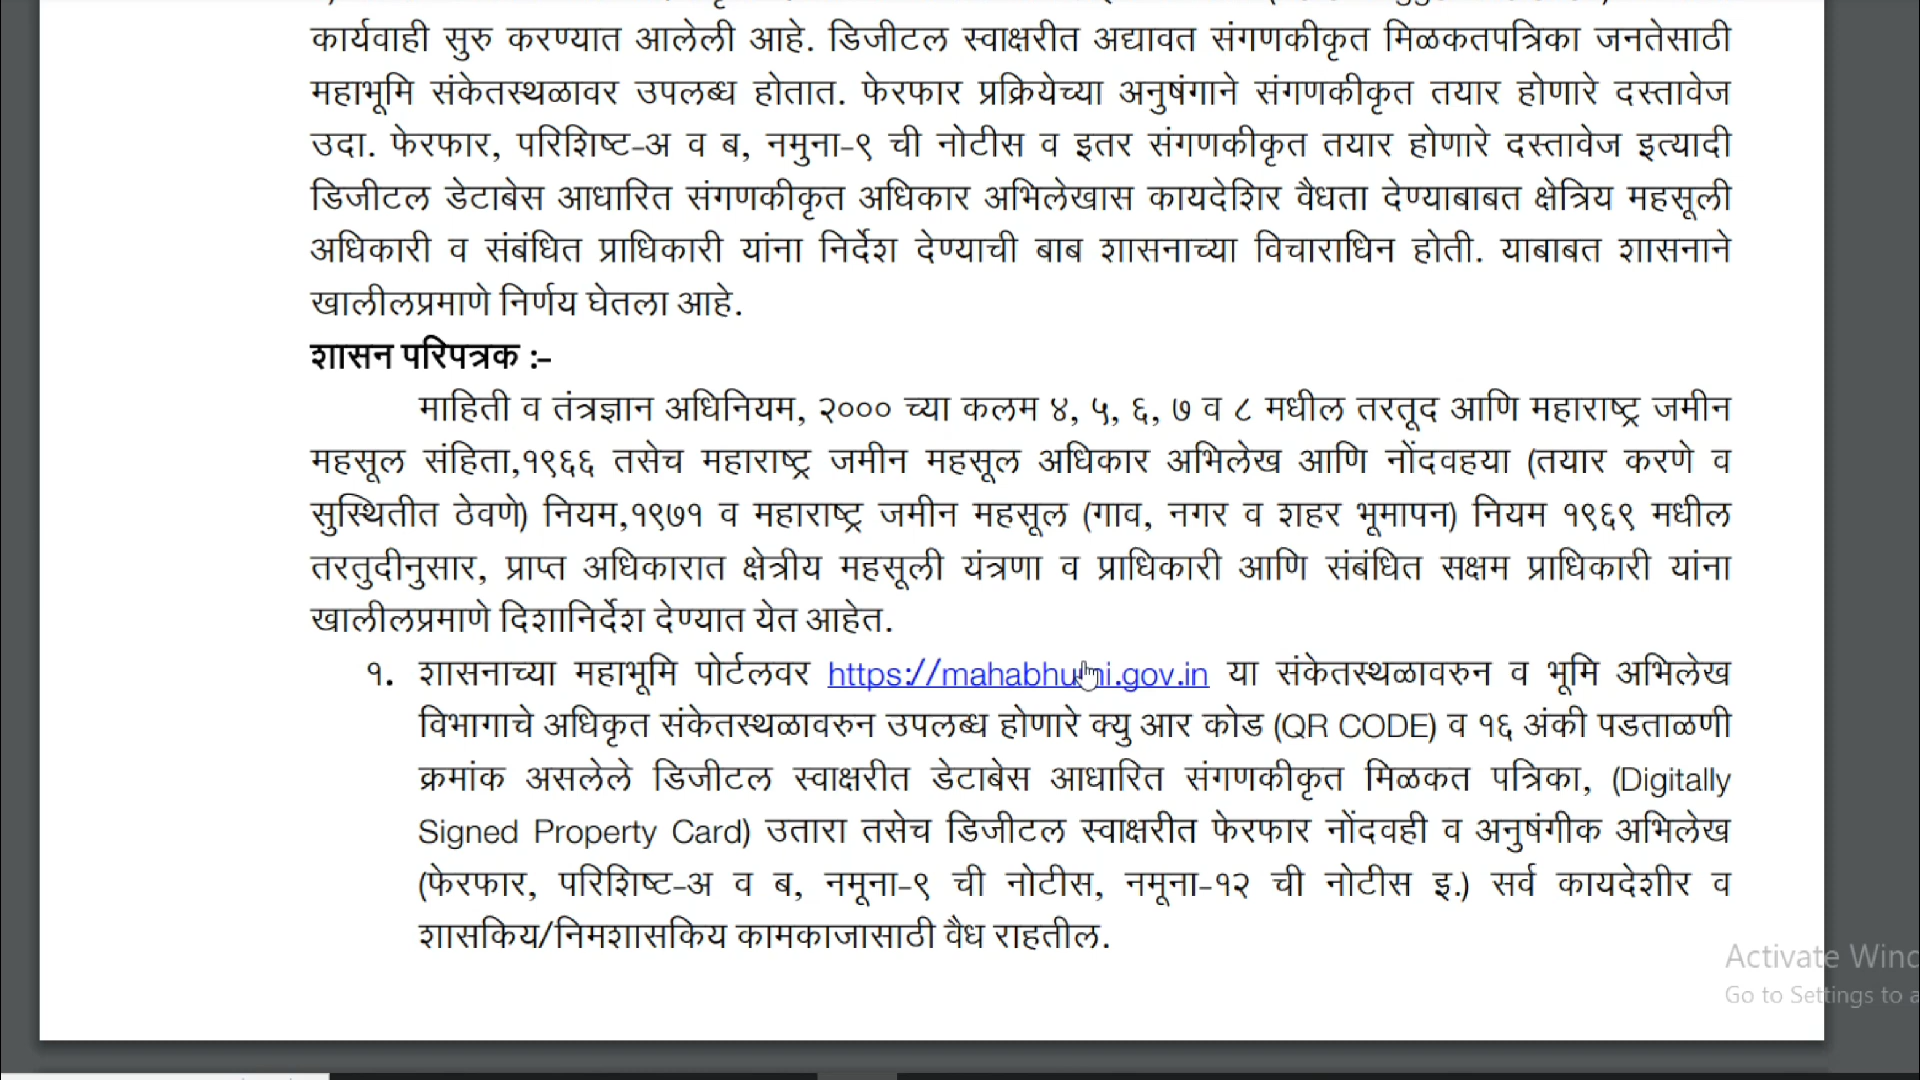 कार्यवाही सुरु करण्यात आलेली आहे. डिजीटल स्वाक्षरीत अद्यावत संगणकीकृत मिळकतपत्रिका जनतेसाठी
महाभूमि संकेतस्थळावर उपलब्ध होतात. फेरफार प्रक्रियेच्या अनुषंगाने संगणकीकृत तयार होणारे दस्तावेज
उदा. फेरफार, परिशिष्ट-अ व ब, नमुना-९ ची नोटीस व इतर संगणकीकृत तयार होणारे दस्तावेज इत्यादी
डिजीटल डेटाबेस आधारित संगणकीकृत अधिकार अभिलेखास कायदेशिर वैधता देण्याबाबत क्षेत्रिय महसूली
अधिकारी व संबंधित प्राधिकारी यांना निर्देश देण्याची बाब शासनाच्या विचाराधिन होती. याबाबत शासनाने
खालीलप्रमाणे निर्णय घेतला आहे.
शासन परिपत्रक :-
माहिती व तंत्रज्ञान अधिनियम, २००० च्या कलम ४, ५, ६, ७ व ८ मधील तरतूद आणि महाराष्ट्र जमीन
महसूल संहिता,१९६६ तसेच महाराष्ट्र जमीन महसूल अधिकार अभिलेख आणि नोंदवहया (तयार करणे व
सुस्थितीत ठेवणे) नियम,१९७१ व महाराष्ट्र जमीन महसूल (गाव, नगर व शहर भूमापन) नियम १९६९ मधील
तरतुदीनुसार, प्राप्त अधिकारात क्षेत्रीय महसूली यंत्रणा व प्राधिकारी आणि संबंधित सक्षम प्राधिकारी यांना
खालीलप्रमाणे दिशानिर्देश देण्यात येत आहेत.
१. शासनाच्या महाभूमि पोर्टलवर https://mahabhumi.gov.in या संकेतस्थळावरुन व भूमि अभिलेख
विभागाचे अधिकृत संकेतस्थळावरुन उपलब्ध होणारे क्यु आर कोड (QR CODE) व १६ अंकी पडताळणी
क्रमांक असलेले डिजीटल स्वाक्षरीत डेटाबेस आधारित संगणकीकृत मिळकत पत्रिका, (Digitally
Signed Property Card) उतारा तसेच डिजीटल स्वाक्षरीत फेरफार नोंदवही व अनुषंगीक अभिलेख
(फेरफार, परिशिष्ट-अ व ब, नमूना-९ ची नोटीस, नमूना-१२ ची नोटीस इ.) सर्व कायदेशीर व
शासकिय/निमशासकिय कामकाजासाठी वैध राहतील.
Activate Wind
Go to Settings to a